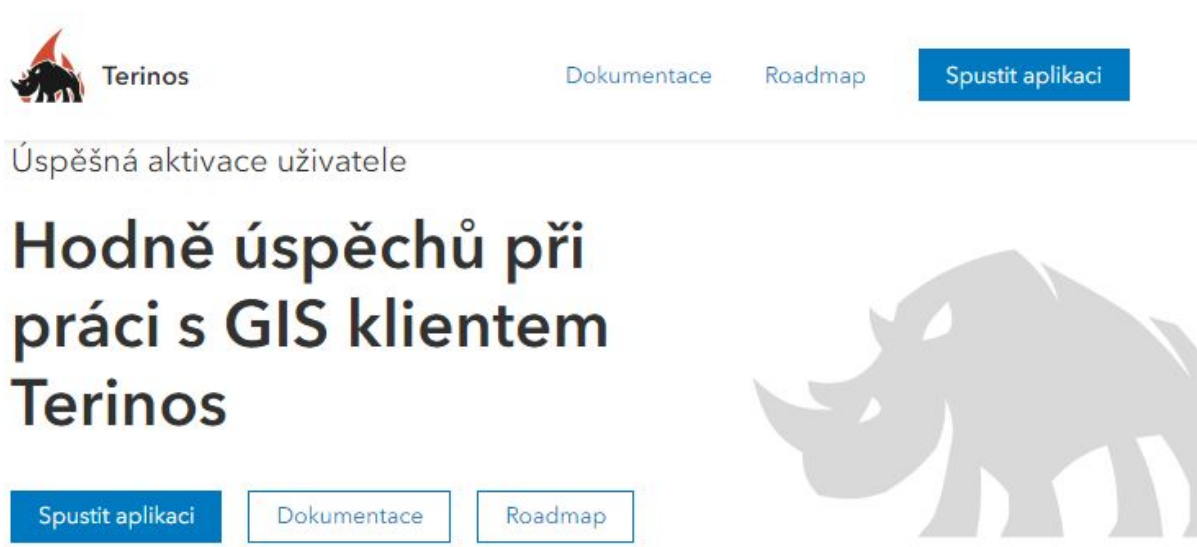 Terinos
Dokumentace Roadmap Spustit aplikaci
Úspěšná aktivace uživatele
Hodně úspěchů při
práci s GIS klientem
Terinos
Spustit aplikaci Dokumentace Roadmap